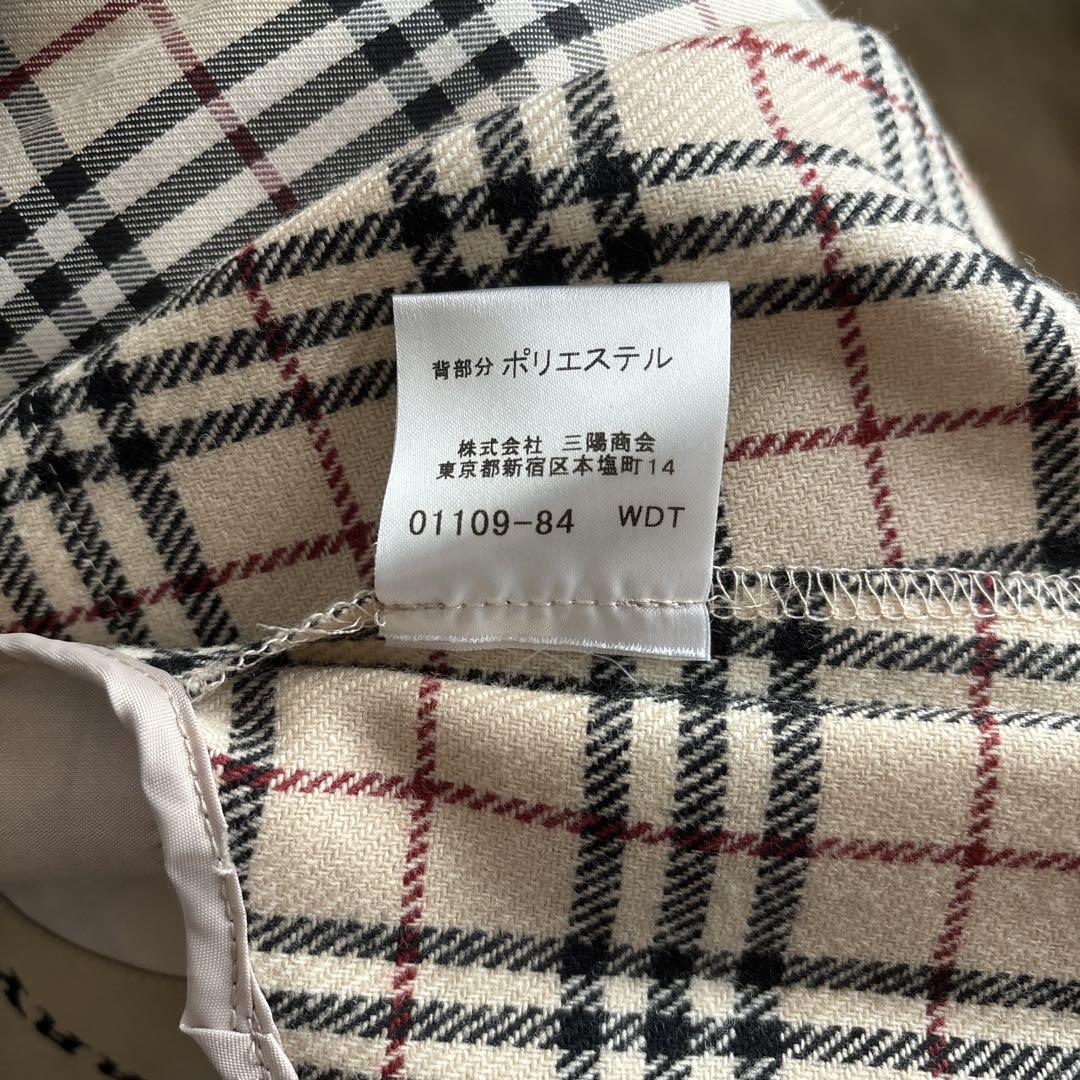 背部分 ポリエステル
株式会社 三陽商会
東京都新宿区本塩町14
01109-84 WDT